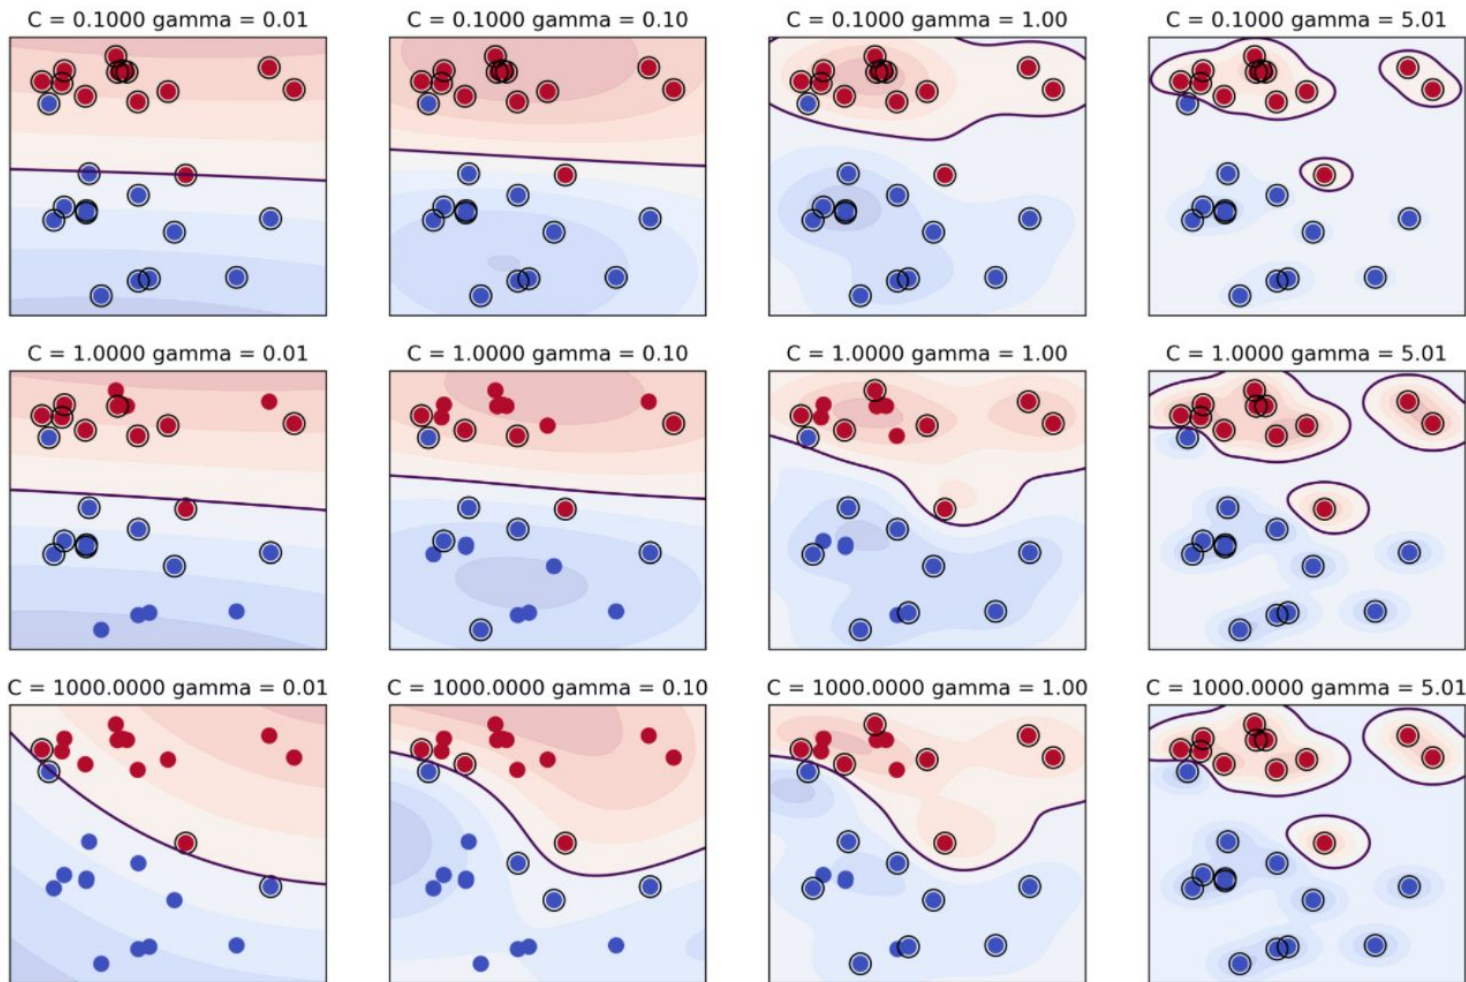 C = 0.1000 gamma = 0.01
C = 0.1000 gamma = 0.10
C = 0.1000 gamma = 1.00
C = 0.1000 gamma = 5.01
C = 1.0000 gamma = 0.01
C = 1.0000 gamma = 0.10
C = 1.0000 gamma = 1.00
C = 1.0000 gamma = 5.01
C = 1000.0000 gamma = 0.01
C = 1000.0000 gamma = 0.10
C = 1000.0000 gamma = 1.00
C = 1000.0000 gamma = 5.01